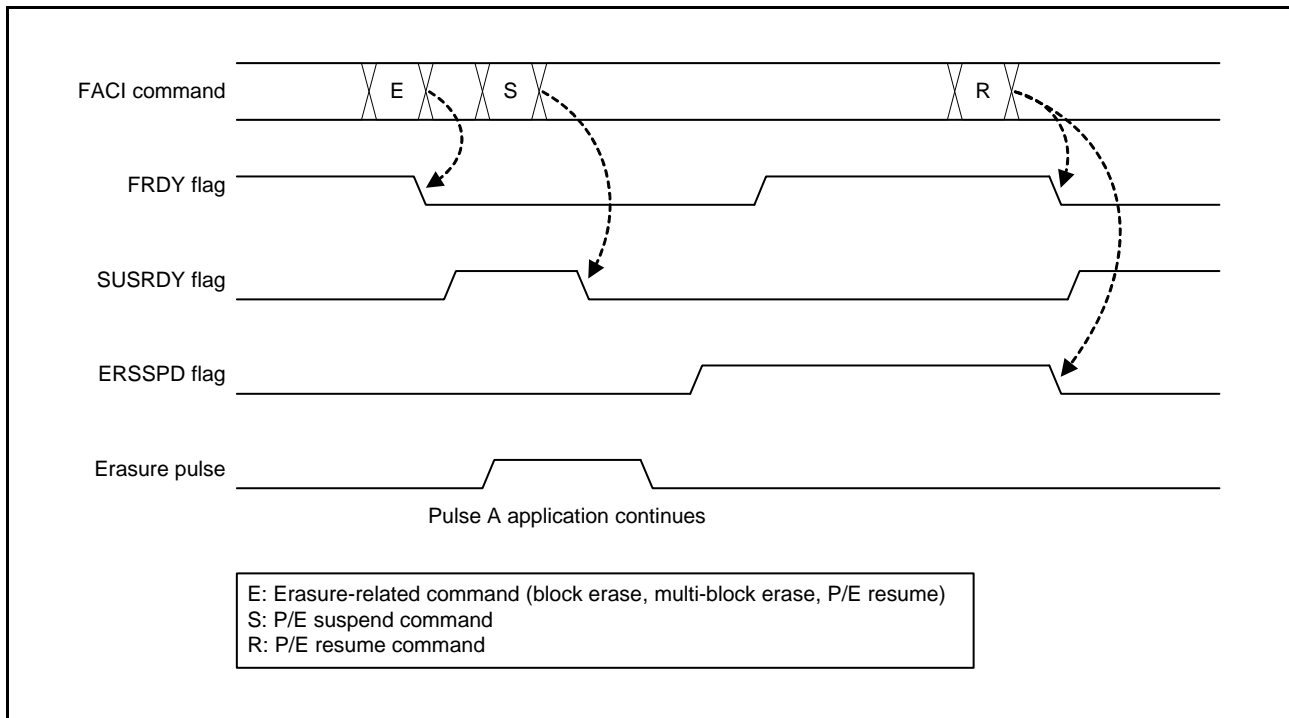 FACI command
E
S
R
FRDY flag
SUSRDY flag
ERSSPD flag
Erasure pulse
Pulse A application continues
E: Erasure-related command (block erase, multi-block erase, P/E resume)
S: P/E suspend command
R: P/E resume command